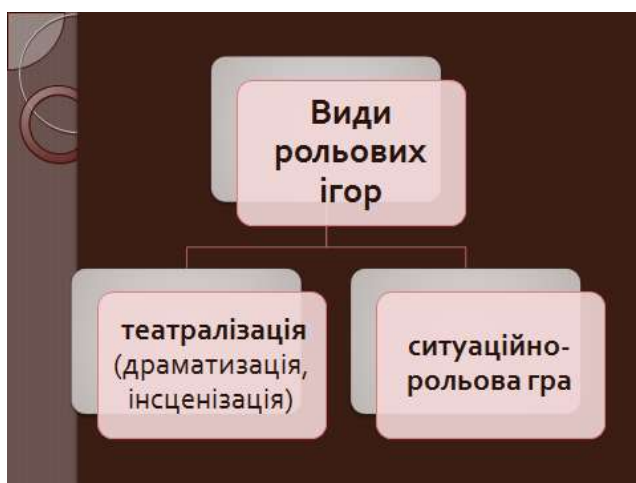 Види
рольових
ігор
театралізація
(драматизація,
інсценізація)
ситуаційно-
рольова гра